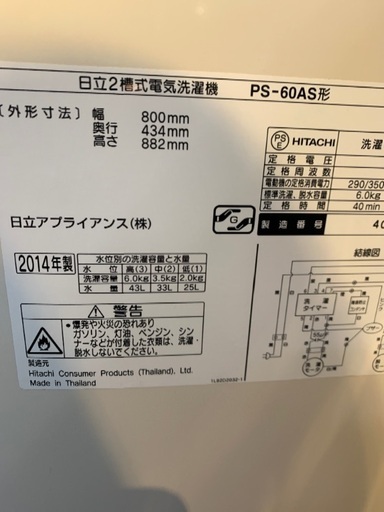 日立2槽式電気洗濯機 PS-60AS形
〔外形寸法〕幅 800mm
奥行 434mm
高さ 882mm
PS
E
HITACHI
洗濯
定格電圧
定格周波数
電動機の定格消費電力 290/350
標準洗濯、脱水容量 6.0kg
定格時間 40min
製造番号 40
日立アプライアンス(株)
G
2014年製
水位別の洗濯容量と水量
水位 高(3) 中(2) 低(1)
洗濯容量 6.0kg 3.5kg 2.0kg
水量 43L 33L 25L
結線図
洗濯
タイマー
警告
•爆発や火災の恐れあり
ガソリン、灯油、ベンジン、シン
ナーなどが付着した衣類は、洗濯・
脱水しないでください。
製造元
Hitachi Consumer Products (Thailand), Ltd.
Made in Thailand